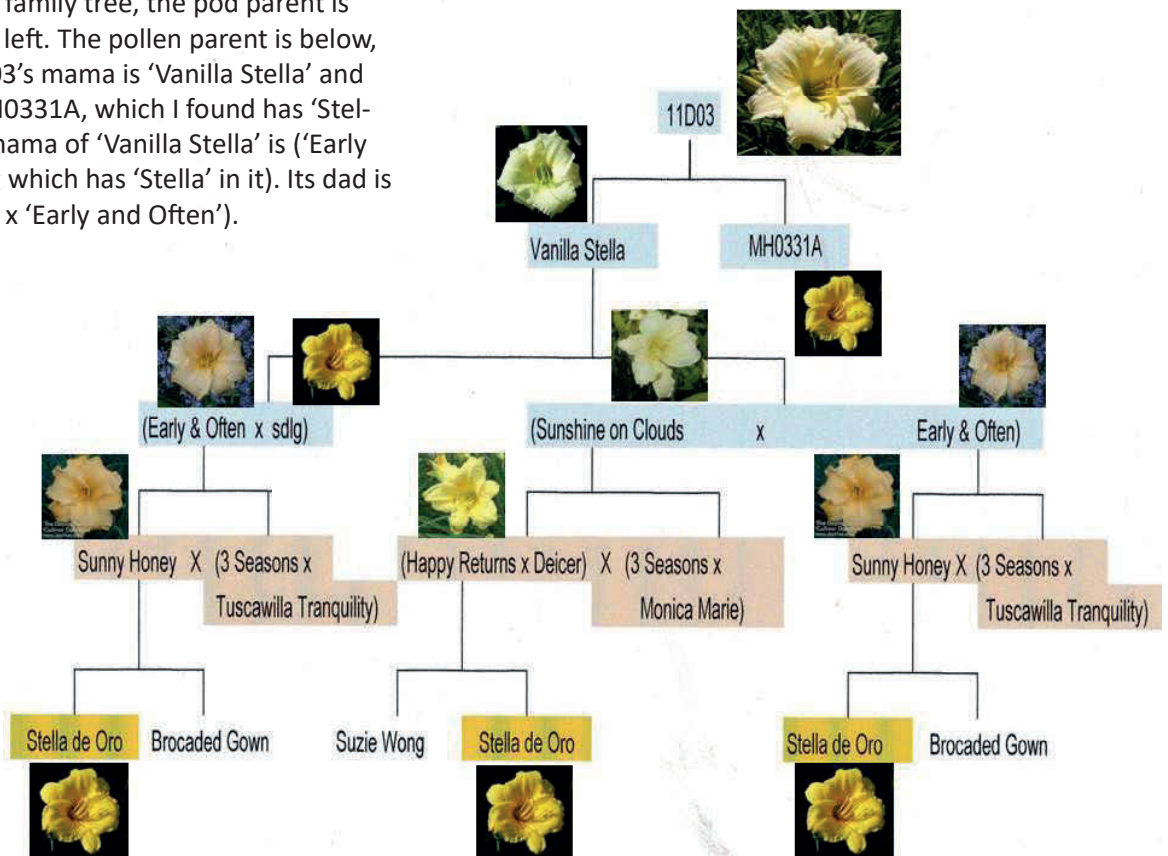 family tree, the pod parent is
left. The pollen parent is below,
03's mama is ‘Vanilla Stella’ and
H0331A, which I found has ‘Stel-
mama of ‘Vanilla Stella’ is (‘Early
which has ‘Stella’ in it). Its dad is
x ‘Early and Often’).
11D03
Vanilla Stella
MH0331A
(Early & Often x sdlg)
(Sunshine on Clouds x Early & Often)
Sunny Honey X (3 Seasons x
Tuscawilla Tranquility)
(Happy Returns x Deicer) X (3 Seasons x
Monica Marie)
Sunny Honey X (3 Seasons x
Tuscawilla Tranquility)
Stella de Oro
Brocaded Gown
Suzie Wong
Stella de Oro
Stella de Oro
Brocaded Gown